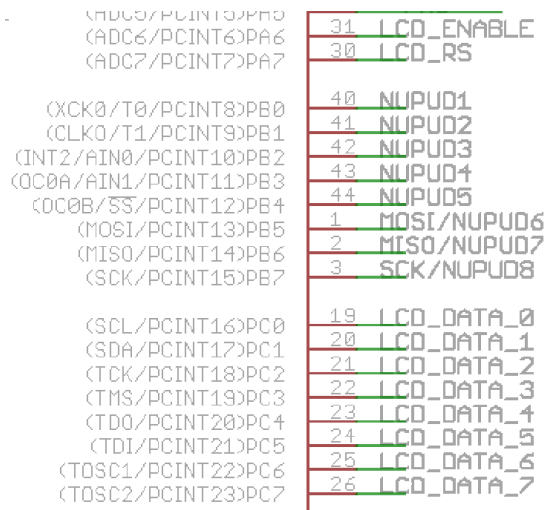 (ADC5/PCINT5)PA5
(ADC6/PCINT6)PA6 31 LCD_ENABLE
(ADC7/PCINT7)PA7 30 LCD_RS
(XCK0/T0/PCINT8)PB0 40 NUPUD1
(CLKO/T1/PCINT9)PB1 41 NUPUD2
(INT2/AIN0/PCINT10)PB2 42 NUPUD3
(OC0A/AIN1/PCINT11)PB3 43 NUPUD4
(OC0B/SS/PCINT12)PB4 44 NUPUD5
(MOSI/PCINT13)PB5 1 MOSI/NUPUD6
(MISO/PCINT14)PB6 2 MISO/NUPUD7
(SCK/PCINT15)PB7 3 SCK/NUPUD8
(SCL/PCINT16)PC0 19 LCD_DATA_0
(SDA/PCINT17)PC1 20 LCD_DATA_1
(TCK/PCINT18)PC2 21 LCD_DATA_2
(TMS/PCINT19)PC3 22 LCD_DATA_3
(TDO/PCINT20)PC4 23 LCD_DATA_4
(TDI/PCINT21)PC5 24 LCD_DATA_5
(TOSC1/PCINT22)PC6 25 LCD_DATA_6
(TOSC2/PCINT23)PC7 26 LCD_DATA_7